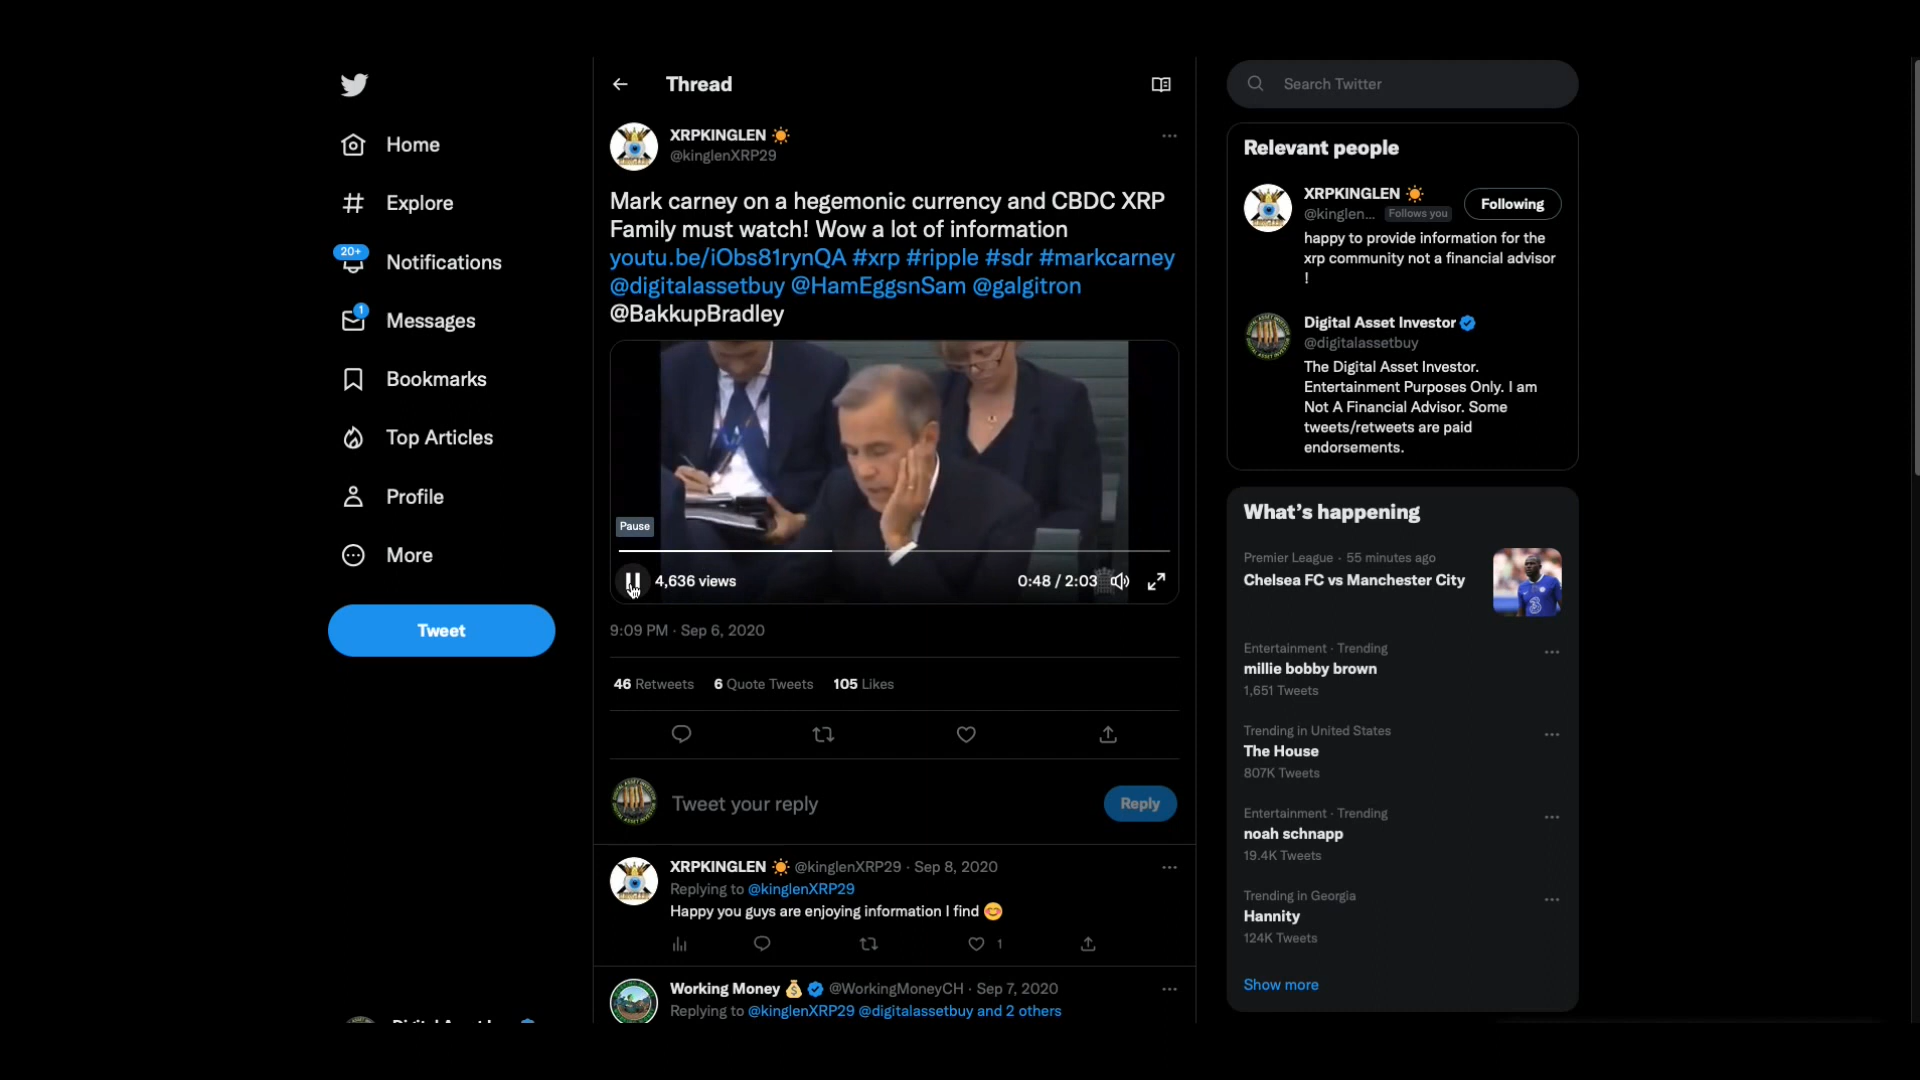 Home
Explore
20+
Notifications
1
Messages
Bookmarks
Top Articles
Profile
More
Tweet
Thread
XRPKINGLEN
@kinglenXRP29
Mark carney on a hegemonic currency and CBDC XRP
Family must watch! Wow a lot of information
youtu.be/iObs81rynQA #xrp #ripple #sdr #markcarney
@digitalassetbuy @HamEggsnSam @galgitron
@BakkupBradley
Pause
4,636 views
0:48 / 2:03
9:09 PM · Sep 6, 2020
46 Retweets 6 Quote Tweets 105 Likes
Tweet your reply
Reply
XRPKINGLEN @kinglenXRP29 · Sep 8, 2020
Replying to @kinglenXRP29
Happy you guys are enjoying information I find
1
Working Money @WorkingMoneyCH · Sep 7, 2020
Replying to @kinglenXRP29 @digitalassetbuy and 2 others
Search Twitter
Relevant people
XRPKINGLEN
@kinglen... Follows you
Following
happy to provide information for the
xrp community not a financial advisor
!
Digital Asset Investor
@digitalassetbuy
The Digital Asset Investor.
Entertainment Purposes Only. I am
Not A Financial Advisor. Some
tweets/retweets are paid
endorsements.
What's happening
Premier League · 55 minutes ago
Chelsea FC vs Manchester City
Entertainment · Trending
millie bobby brown
1,651 Tweets
Trending in United States
The House
807K Tweets
Entertainment · Trending
noah schnapp
19.4K Tweets
Trending in Georgia
Hannity
124K Tweets
Show more